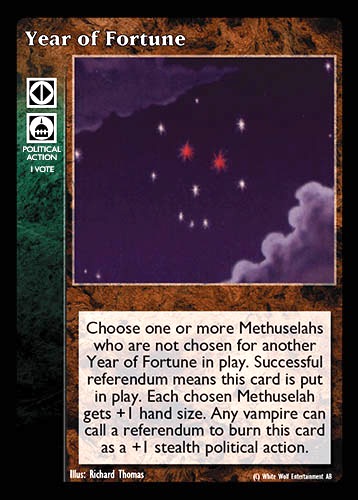 Year of Fortune
POLITICAL
ACTION
1 VOTE
Choose one or more Methuselahs
who are not chosen for another
Year of Fortune in play. Successful
referendum means this card is put
in play. Each chosen Methuselah
gets +1 hand size. Any vampire can
call a referendum to burn this card
as a +1 stealth political action.
Illus: Richard Thomas
(C) White Wolf Entertainment AB